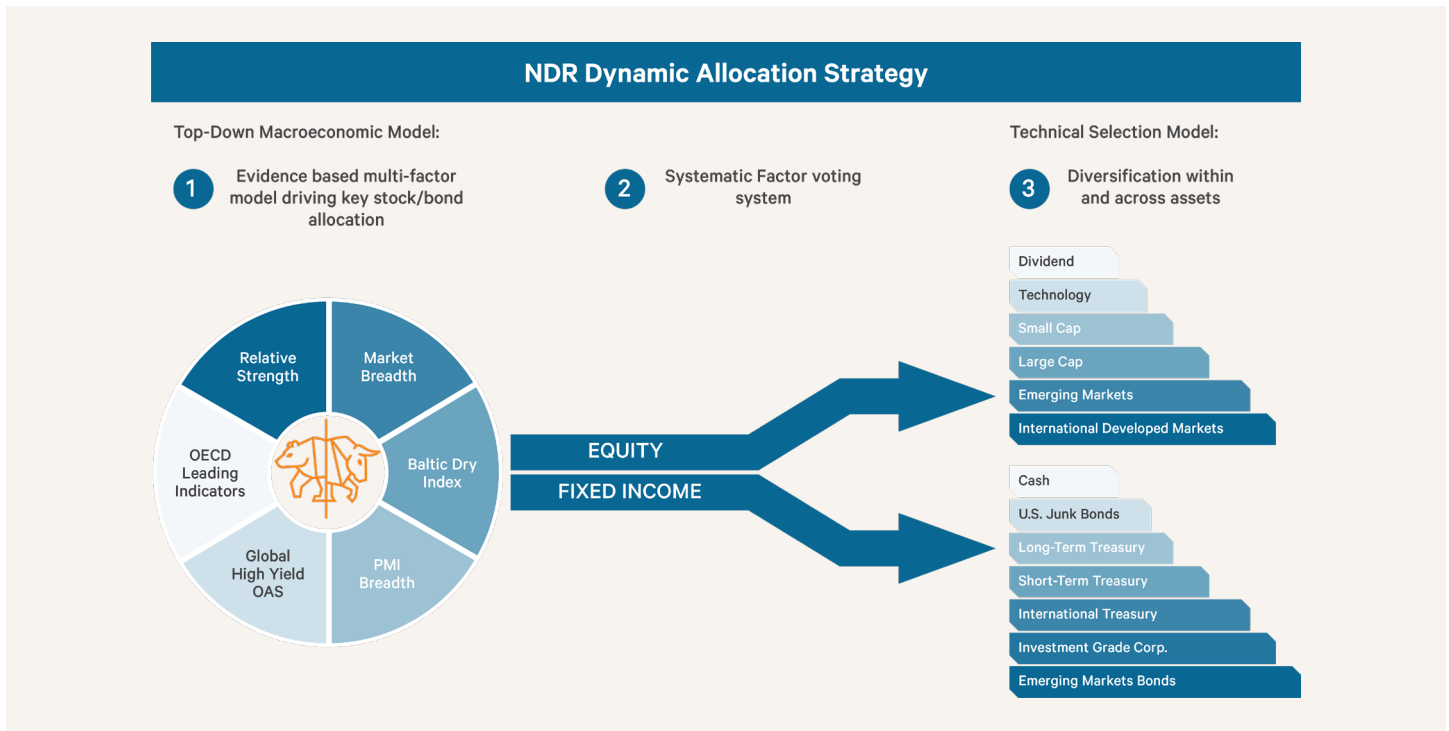 NDR Dynamic Allocation Strategy
Top-Down Macroeconomic Model:
1
Evidence based multi-factor
model driving key stock/bond
allocation
2
Systematic Factor voting
system
Technical Selection Model:
3
Diversification within
and across assets
Relative
Strength
Market
Breadth
Baltic Dry
Index
PMI
Breadth
Global
High Yield
OAS
OECD
Leading
Indicators
EQUITY
FIXED INCOME
Dividend
Technology
Small Cap
Large Cap
Emerging Markets
International Developed Markets
Cash
U.S. Junk Bonds
Long-Term Treasury
Short-Term Treasury
International Treasury
Investment Grade Corp.
Emerging Markets Bonds